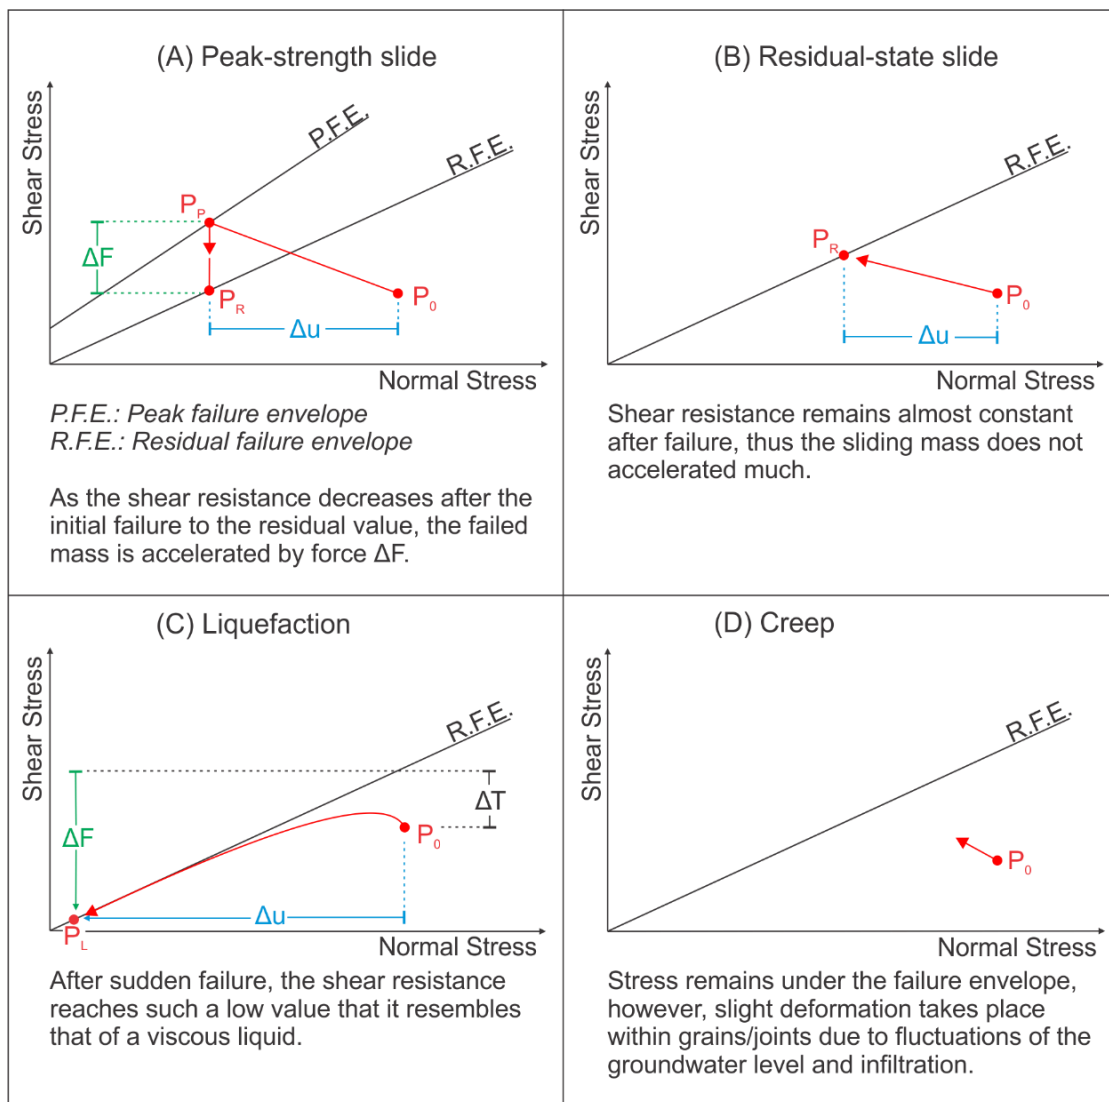 (A) Peak-strength slide
Shear Stress
P.F.E.
R.F.E.
PP
ΔF
PR
P0
Δu
Normal Stress
P.F.E.: Peak failure envelope
R.F.E.: Residual failure envelope
As the shear resistance decreases after the
initial failure to the residual value, the failed
mass is accelerated by force ΔF.
(B) Residual-state slide
Shear Stress
R.F.E.
PR
P0
Δu
Normal Stress
Shear resistance remains almost constant
after failure, thus the sliding mass does not
accelerated much.
(C) Liquefaction
Shear Stress
R.F.E.
ΔT
ΔF
P0
Δu
PL
Normal Stress
After sudden failure, the shear resistance
reaches such a low value that it resembles
that of a viscous liquid.
(D) Creep
Shear Stress
R.F.E.
P0
Normal Stress
Stress remains under the failure envelope,
however, slight deformation takes place
within grains/joints due to fluctuations of the
groundwater level and infiltration.